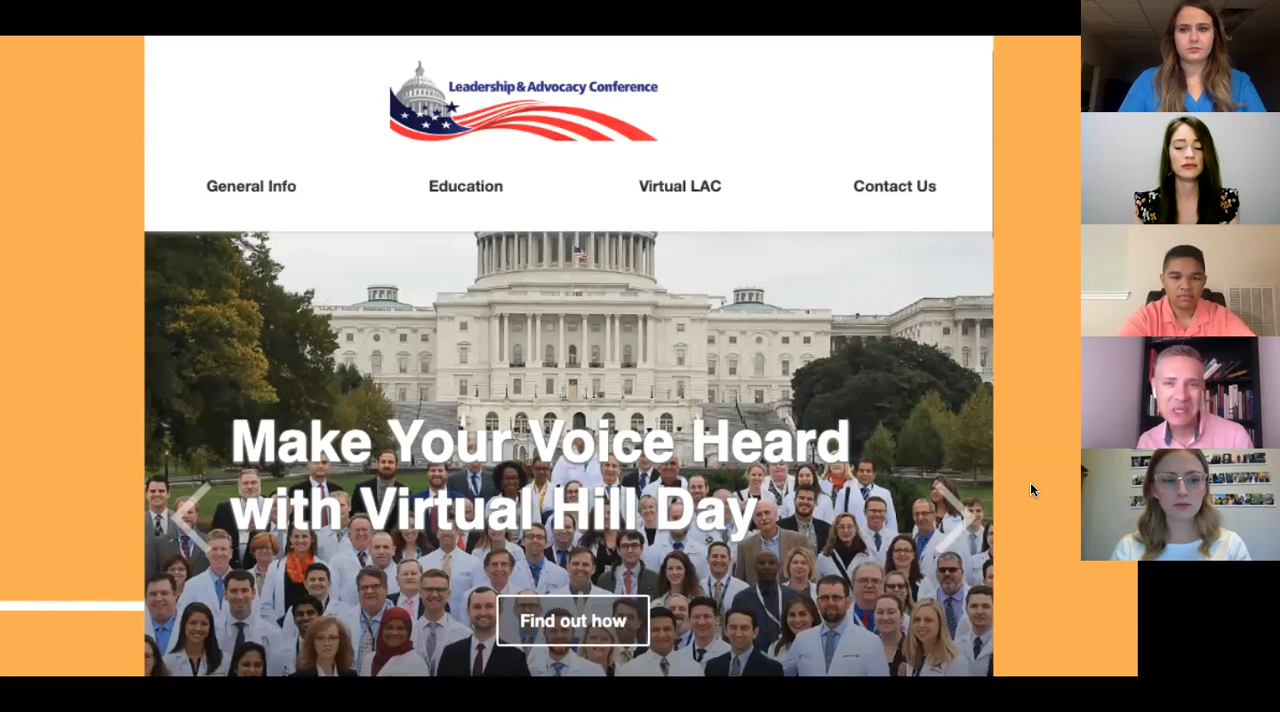 Leadership & Advocacy Conference
General Info
Education
Virtual LAC
Contact Us
Make Your Voice Heard
with Virtual Hill Day
Find out how